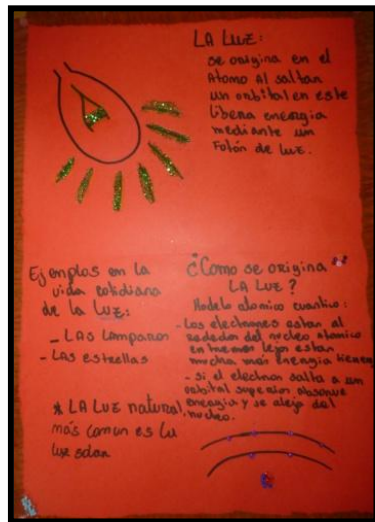 LA LUZ:
se origina en el
Atomo Al saltar
un orbital en este
libera energia
mediante un
Fotón de luz.
Ejemplos en la
vida cotidiana
de la LUZ:
- LAS lamparas
- LAS estrellas
* LA LUZ natural
más comun es la
luz solar
¿Como se origina
LA LUZ?
Modelo atomico cuantico:
- Los electrones estan al
rededor del nucleo atomico
entre mas lejos estan
mucha más energia tienen
- si el electron salta a un
orbital superior absorve
energia y se aleja del
nucleo.